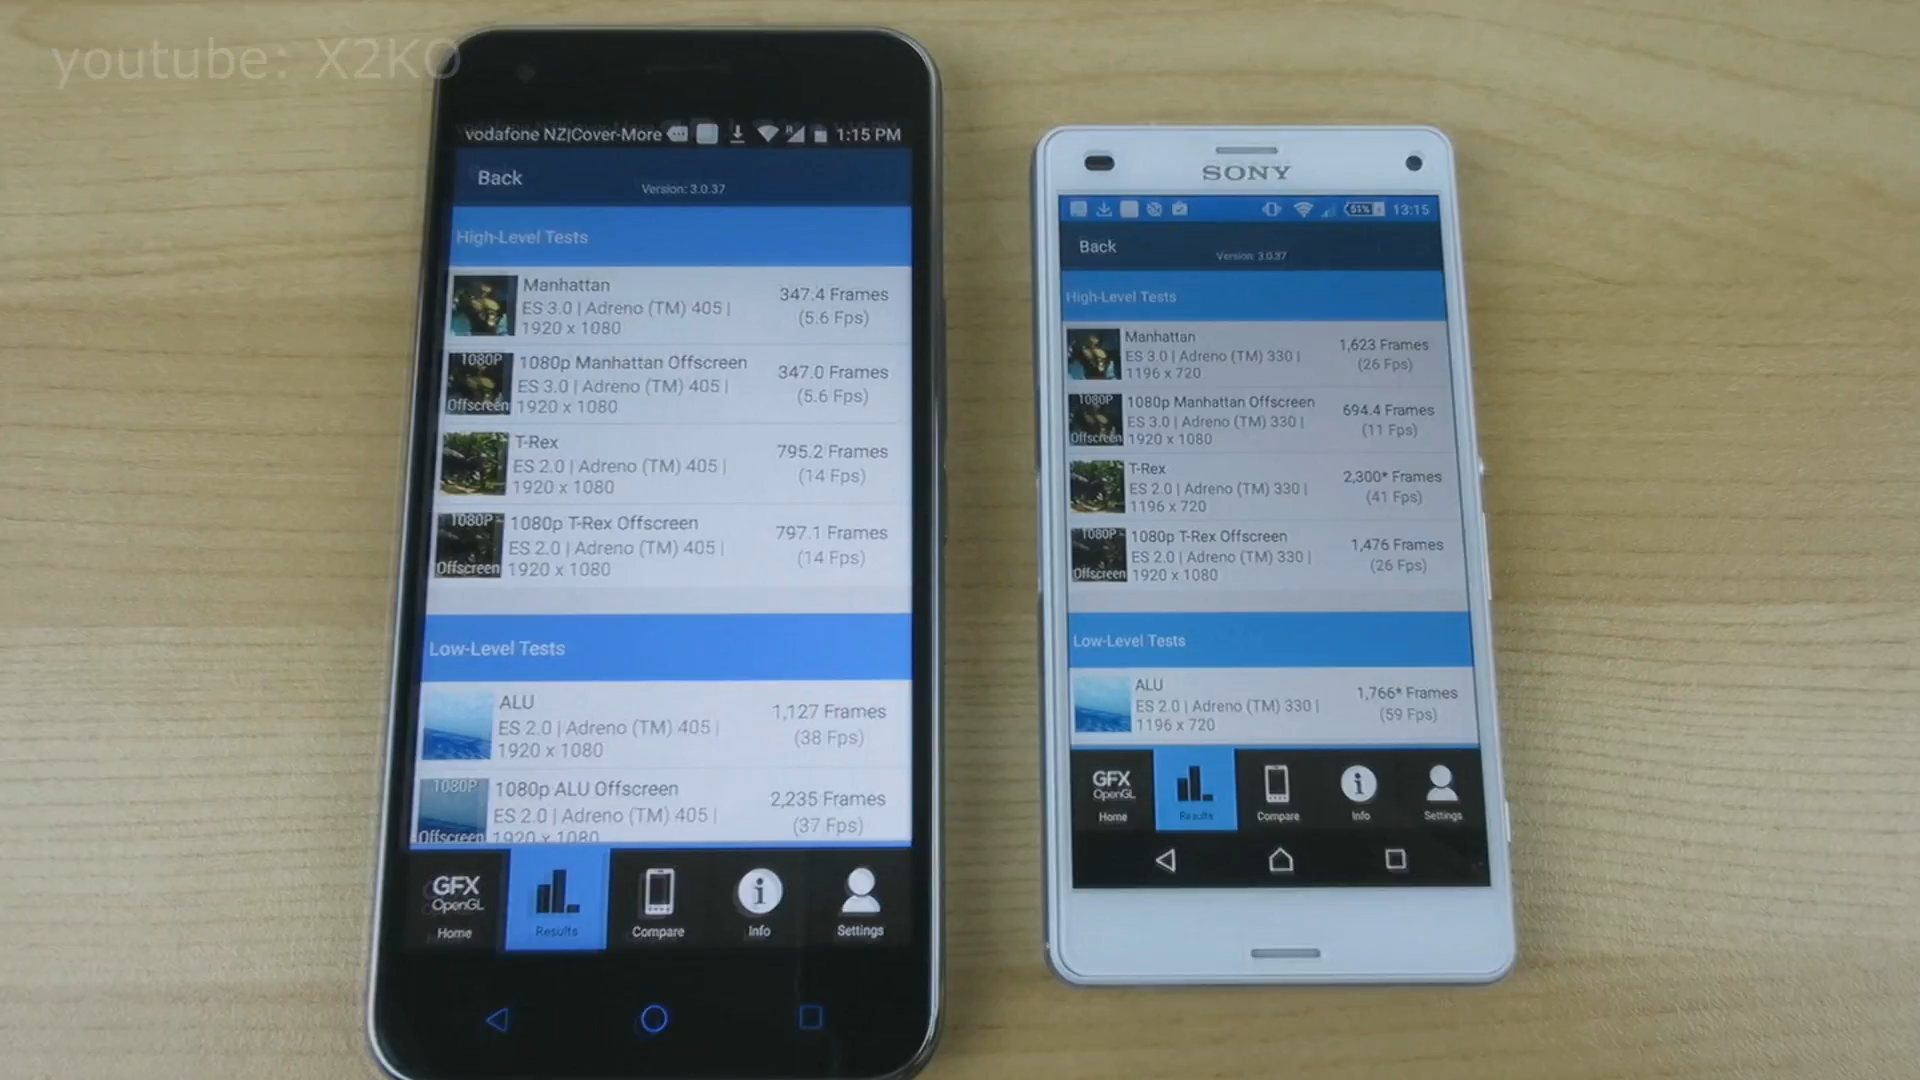 youtube: X2KO
vodafone NZ|Cover-More 1:15 PM
Back
Version: 3.0.37
High-Level Tests
Manhattan
ES 3.0 | Adreno (TM) 405 |
1920 x 1080
347.4 Frames
(5.6 Fps)
1080P
Offscreen
1080p Manhattan Offscreen
ES 3.0 | Adreno (TM) 405 |
1920 x 1080
347.0 Frames
(5.6 Fps)
T-Rex
ES 2.0 | Adreno (TM) 405 |
1920 x 1080
795.2 Frames
(14 Fps)
1080P
Offscreen
1080p T-Rex Offscreen
ES 2.0 | Adreno (TM) 405 |
1920 x 1080
797.1 Frames
(14 Fps)
Low-Level Tests
ALU
ES 2.0 | Adreno (TM) 405 |
1920 x 1080
1,127 Frames
(38 Fps)
1080P
Offscreen
1080p ALU Offscreen
ES 2.0 | Adreno (TM) 405 |
1920 x 1080
2,235 Frames
(37 Fps)
GFX
OpenGL
Home
Results
Compare
Info
Settings
SONY
51% 13:15
Back
Version: 3.0.37
High-Level Tests
Manhattan
ES 3.0 | Adreno (TM) 330 |
1196 x 720
1,623 Frames
(26 Fps)
1080P
Offscreen
1080p Manhattan Offscreen
ES 3.0 | Adreno (TM) 330 |
1920 x 1080
694.4 Frames
(11 Fps)
T-Rex
ES 2.0 | Adreno (TM) 330 |
1196 x 720
2,300* Frames
(41 Fps)
1080P
Offscreen
1080p T-Rex Offscreen
ES 2.0 | Adreno (TM) 330 |
1920 x 1080
1,476 Frames
(26 Fps)
Low-Level Tests
ALU
ES 2.0 | Adreno (TM) 330 |
1196 x 720
1,766* Frames
(59 Fps)
GFX
OpenGL
Home
Results
Compare
Info
Settings